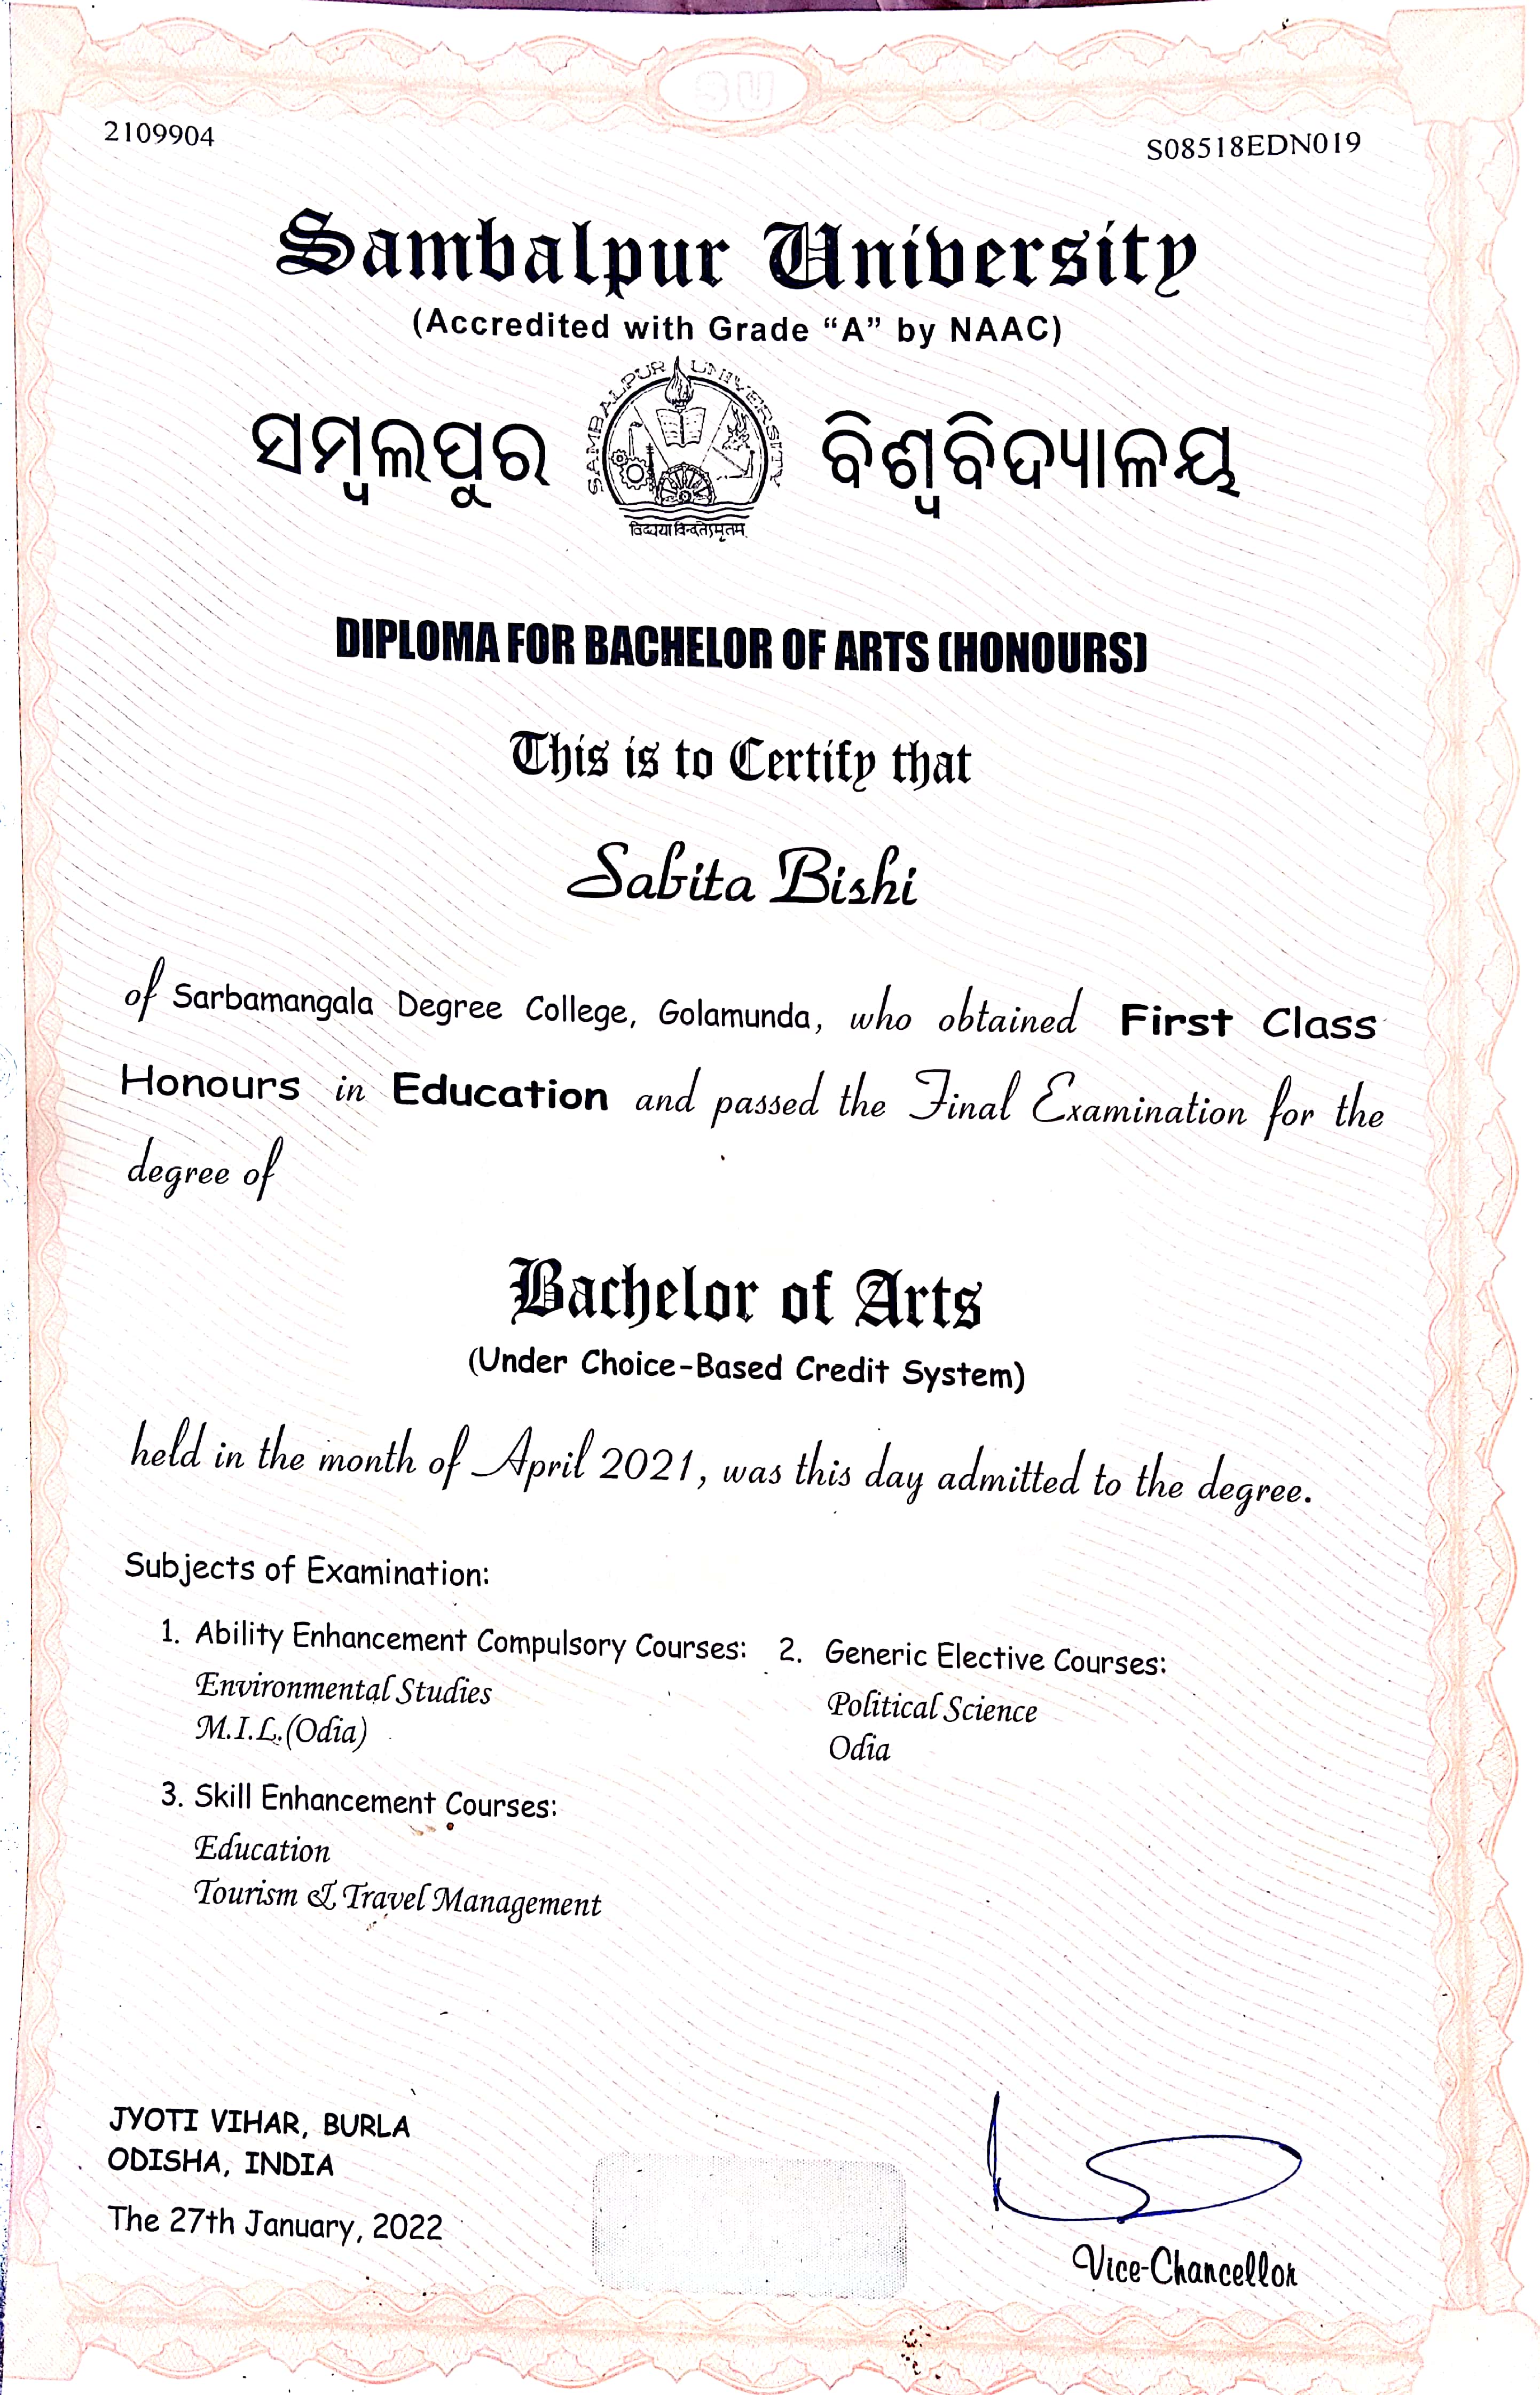 SU
2109904
S08518EDN019
Sambalpur University
(Accredited with Grade “A” by NAAC)
SAMBALPUR UNIVERSITY
ସମ୍ବଲପୁର ବିଶ୍ୱବିଦ୍ୟାଳୟ
विद्यया विन्दतेऽमृतम्
DIPLOMA FOR BACHELOR OF ARTS (HONOURS)
This is to Certify that
Sabita Bishi
of Sarbamangala Degree College, Golamunda, who obtained First Class
Honours in Education and passed the Final Examination for the
degree of
Bachelor of Arts
(Under Choice-Based Credit System)
held in the month of April 2021, was this day admitted to the degree.
Subjects of Examination:
1. Ability Enhancement Compulsory Courses: 2. Generic Elective Courses:
Environmental Studies Political Science
M.I.L.(Odia) Odia
3. Skill Enhancement Courses:
Education
Tourism & Travel Management
JYOTI VIHAR, BURLA
ODISHA, INDIA
The 27th January, 2022
Vice-Chancellor